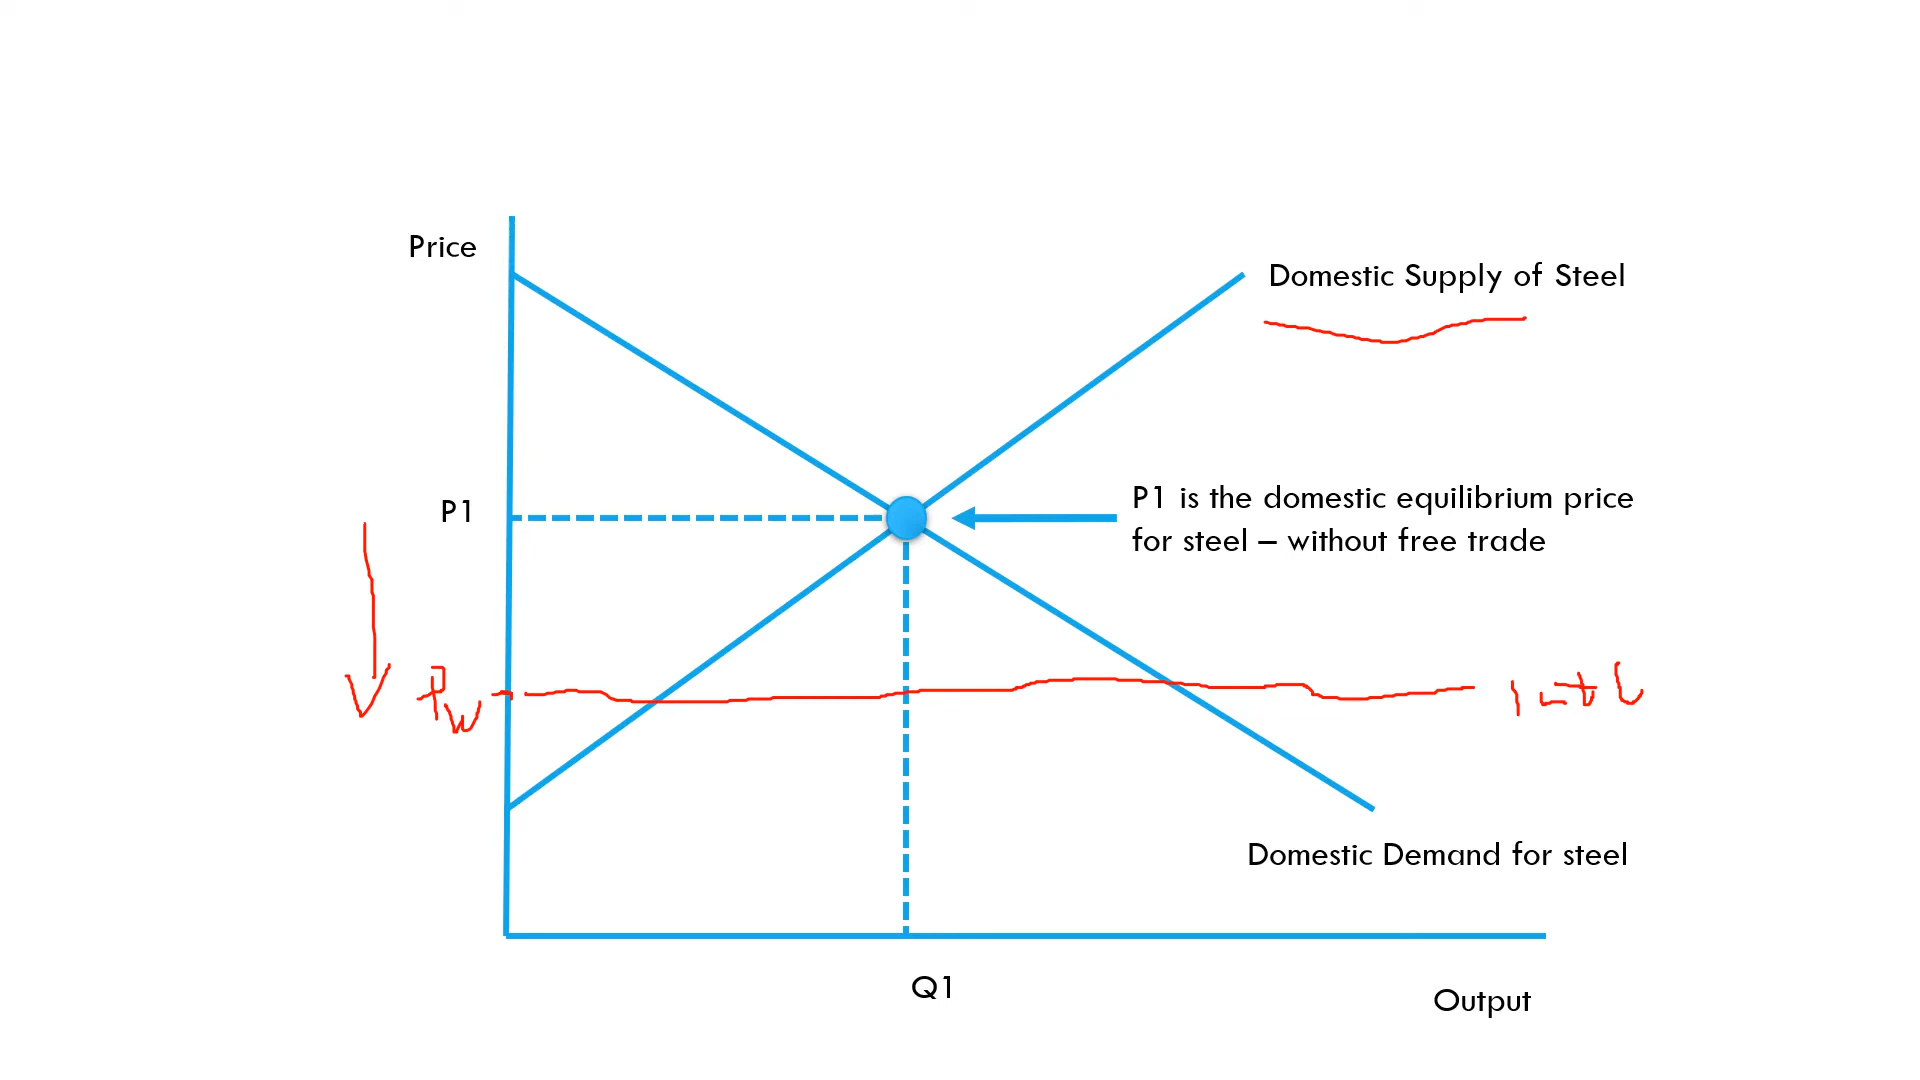 Price
Domestic Supply of Steel
P1
P1 is the domestic equilibrium price
for steel – without free trade
Pw
Domestic Demand for steel
Q1
Output